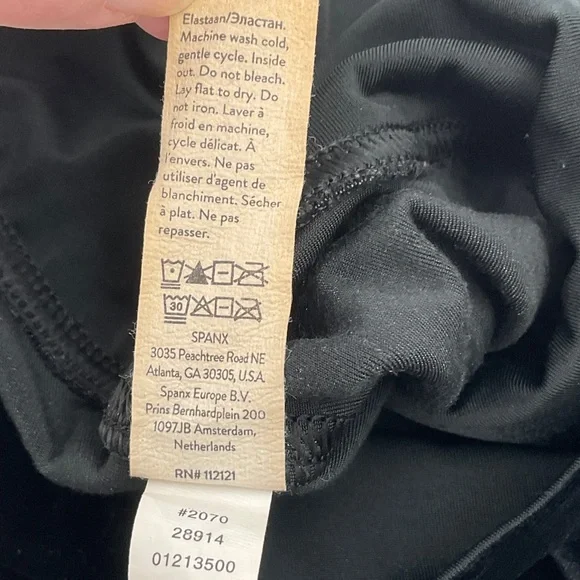 Elastaan/Эластан.
Machine wash cold,
gentle cycle. Inside
out. Do not bleach.
Lay flat to dry. Do
not iron. Laver à
froid en machine,
cycle délicat. À
l'envers. Ne pas
utiliser d'agent de
blanchiment. Sécher
à plat. Ne pas
repasser.
30
SPANX
3035 Peachtree Road NE
Atlanta, GA 30305, U.S.A.
Spanx Europe B.V.
Prins Bernhardplein 200
1097JB Amsterdam,
Netherlands
RN# 112121
#2070
28914
01213500